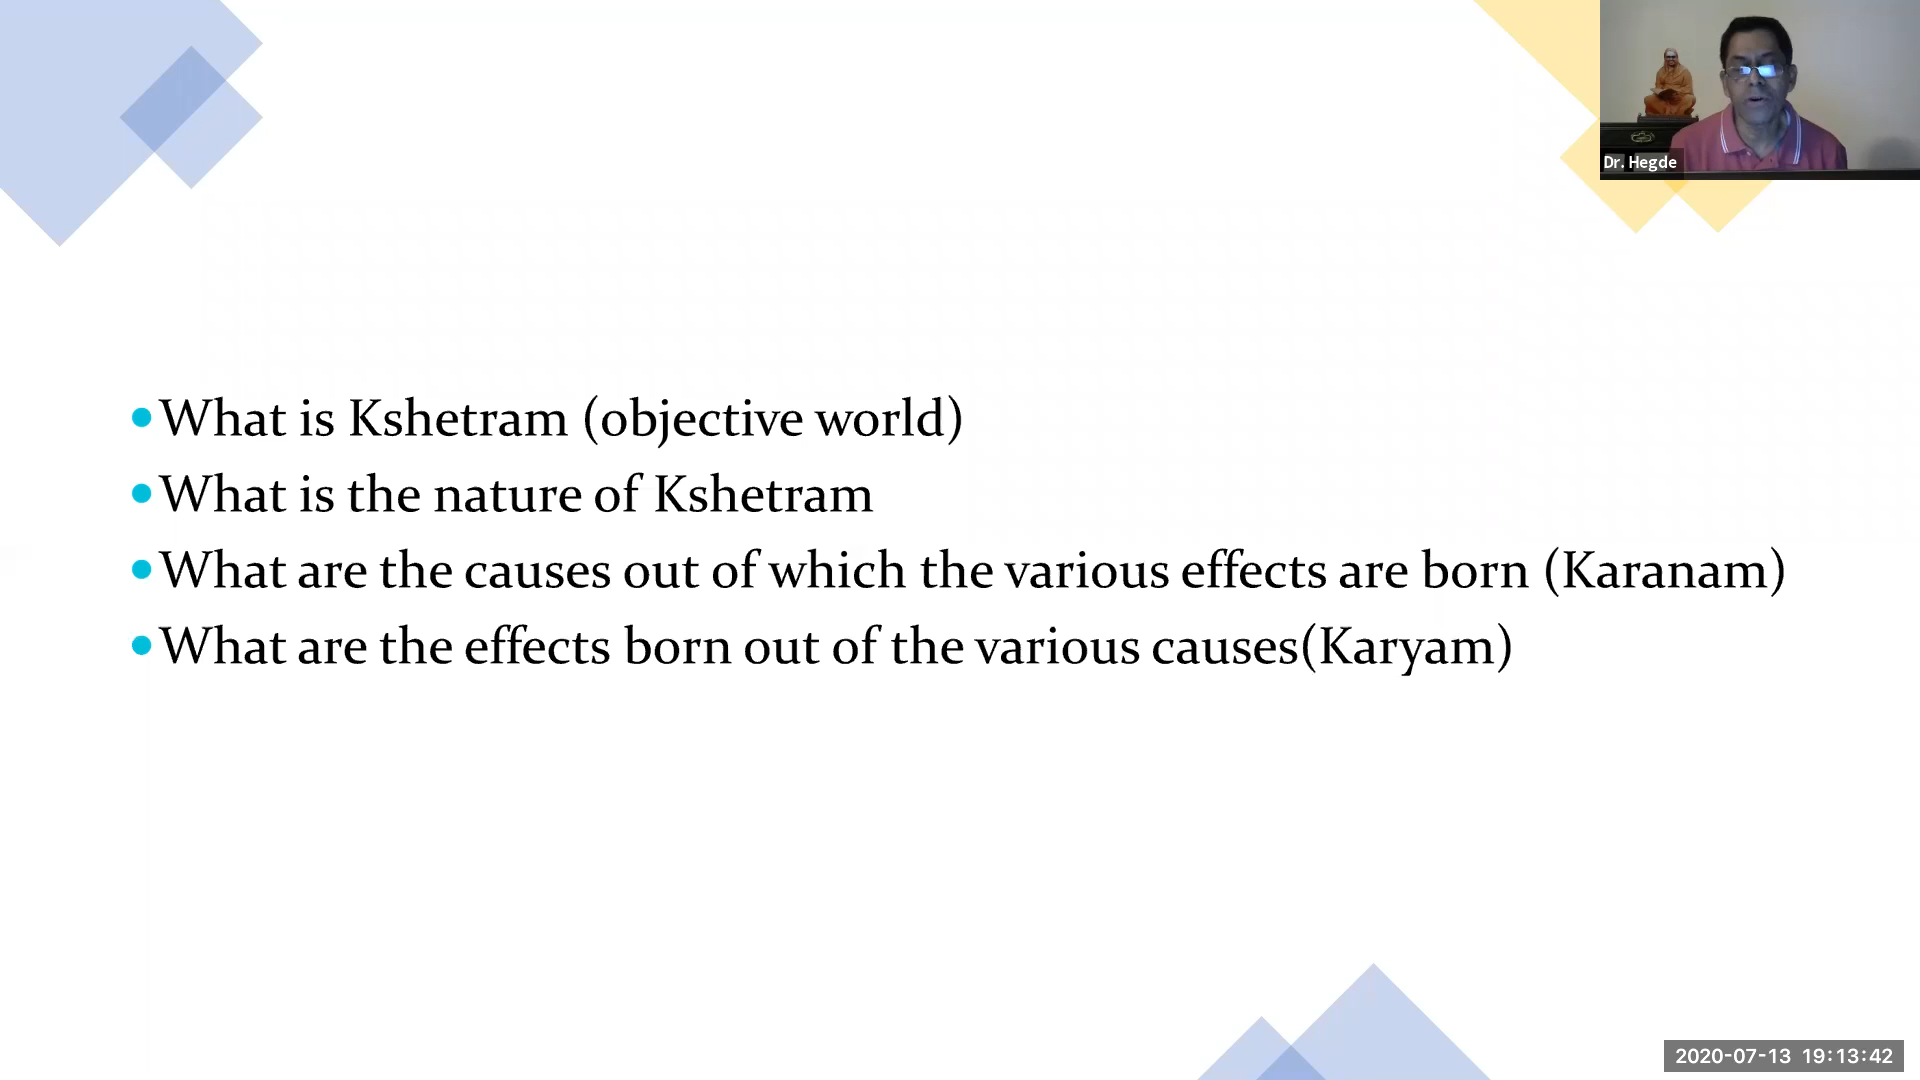 Dr. Hegde
•What is Kshetram (objective world)
•What is the nature of Kshetram
•What are the causes out of which the various effects are born (Karanam)
•What are the effects born out of the various causes(Karyam)
2020-07-13 19:13:42